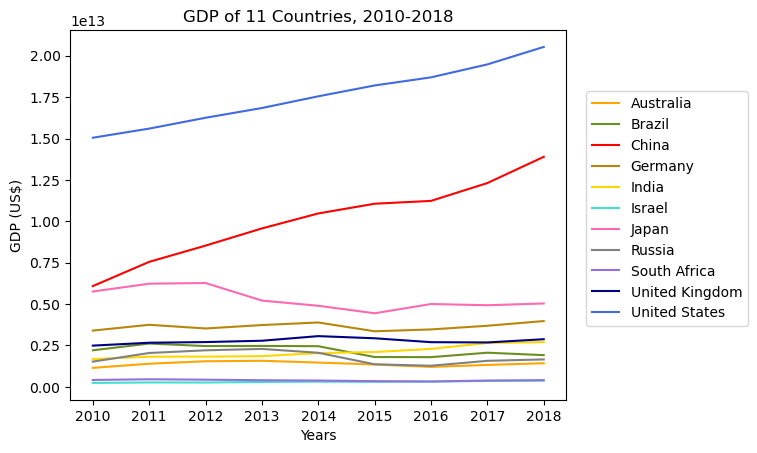 GDP of 11 Countries, 2010-2018
1e13
2.00
1.75
1.50
1.25
1.00
0.75
0.50
0.25
0.00
GDP (US$)
2010 2011 2012 2013 2014 2015 2016 2017 2018
Years
Australia
Brazil
China
Germany
India
Israel
Japan
Russia
South Africa
United Kingdom
United States